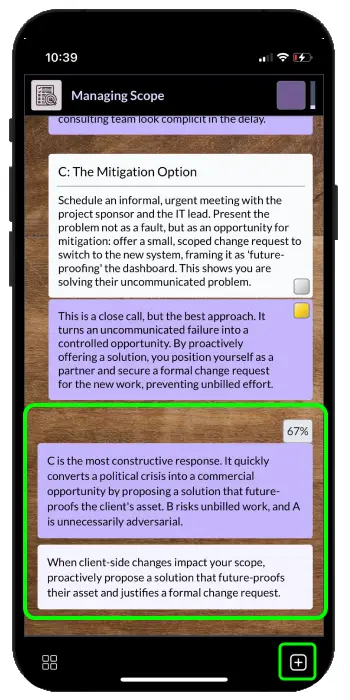 10:39
Managing Scope
consulting team look complicit in the delay.
C: The Mitigation Option
Schedule an informal, urgent meeting with the
project sponsor and the IT lead. Present the
problem not as a fault, but as an opportunity for
mitigation: offer a small, scoped change request to
switch to the new system, framing it as 'future-
proofing' the dashboard. This shows you are
solving their uncommunicated problem.
This is a close call, but the best approach. It
turns an uncommunicated failure into a
controlled opportunity. By proactively
offering a solution, you position yourself as a
partner and secure a formal change request
for the new work, preventing unbilled effort.
67%
C is the most constructive response. It quickly
converts a political crisis into a commercial
opportunity by proposing a solution that future-
proofs the client's asset. B risks unbilled work, and A
is unnecessarily adversarial.
When client-side changes impact your scope,
proactively propose a solution that future-proofs
their asset and justifies a formal change request.